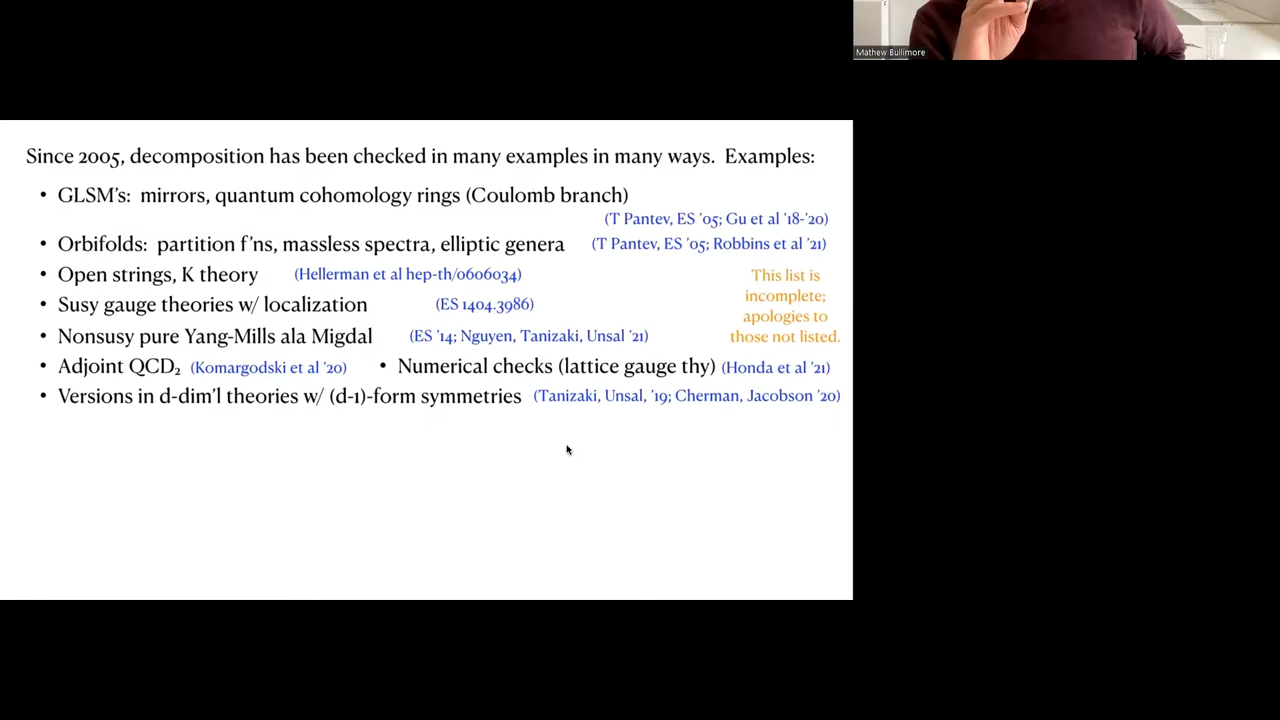 Mathew Bullimore
Since 2005, decomposition has been checked in many examples in many ways. Examples:
• GLSM's: mirrors, quantum cohomology rings (Coulomb branch)
(T Pantev, ES '05; Gu et al '18-'20)
• Orbifolds: partition f'ns, massless spectra, elliptic genera (T Pantev, ES '05; Robbins et al '21)
• Open strings, K theory (Hellerman et al hep-th/0606034)
• Susy gauge theories w/ localization (ES 1404.3986)
• Nonsusy pure Yang-Mills ala Migdal (ES '14; Nguyen, Tanizaki, Unsal '21)
• Adjoint QCD₂ (Komargodski et al '20) • Numerical checks (lattice gauge thy) (Honda et al '21)
• Versions in d-dim'l theories w/ (d-1)-form symmetries (Tanizaki, Unsal, '19; Cherman, Jacobson '20)
This list is
incomplete;
apologies to
those not listed.